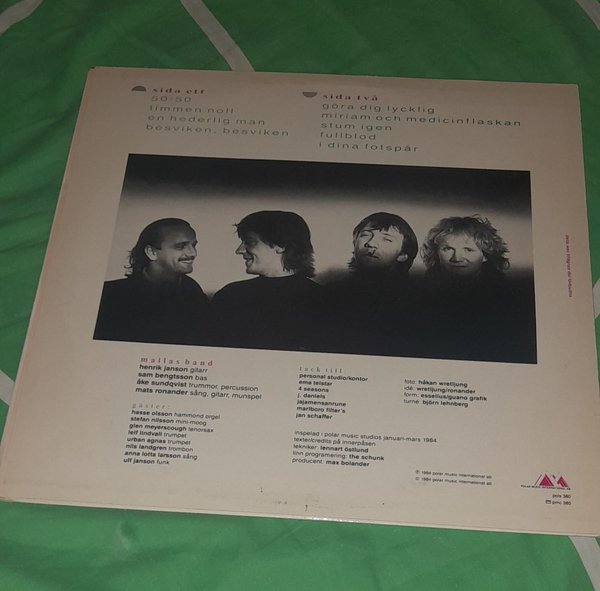 sida ett
50-50
timmen noll
en hederlig man
besviken, besviken
sida två
göra dig lycklig
miriam och medicinflaskan
stum igen
fullblod
i dina fotspår
mallas band
henrik janson gitarr
sam bengtsson bas
åke sundqvist trummor, percussion
mats ronander sång, gitarr, munspel
gäster:
hesse olsson hammond orgel
stefan nilsson mini-moog
glen meyerscough tenorsax
leif lindvall trumpet
urban agnas trumpet
nils landgren trombon
anna lotta larsson sång
ulf janson funk
tack till
personal studio/kontor
ema telstar
4 seasons
j. daniels
jajamensanrune
marlboro filter's
jan schaffer
inspelad i polar music studios januari-mars 1984
texter/credits på innerpåsen
tekniker: lennart östlund
linn programering: the schunk
producent: max bolander
foto: håkan wretljung
idé: wretljung/ronander
form: esselius/guano grafik
turné: björn lehnberg
℗ 1984 polar music international ab
© 1984 polar music international ab
POLAR MUSIC INTERNATIONAL AB
pols 380
pmc 380